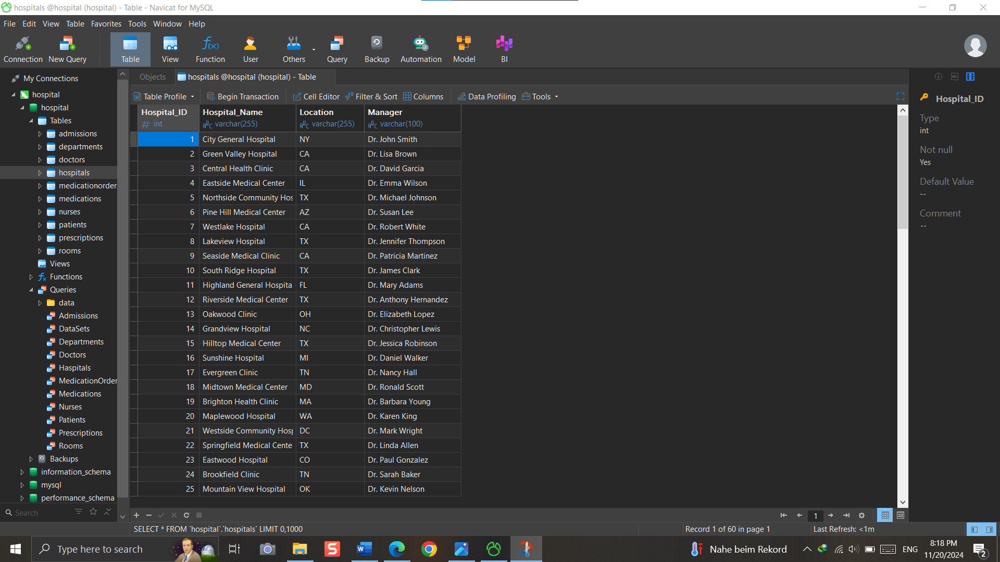 hospitals @hospital (hospital) - Table - Navicat for MySQL
File Edit View Table Favorites Tools Window Help
Connection New Query Table View Function User Others Query Backup Automation Model BI
My Connections
hospital
hospital
Tables
admissions
departments
doctors
hospitals
medicationorder
medications
nurses
patients
prescriptions
rooms
Views
Functions
Queries
data
Admissions
DataSets
Departments
Doctors
Haspitals
MedicationOrder
Medications
Nurses
Patients
Prescriptions
Rooms
Backups
information_schema
mysql
performance_schema
Search
Objects hospitals @hospital (hospital) - Table
Table Profile Begin Transaction Cell Editor Filter & Sort Columns Data Profiling Tools
Hospital_ID Hospital_Name Location Manager
# int varchar(255) varchar(255) varchar(100)
1 City General Hospital NY Dr. John Smith
2 Green Valley Hospital CA Dr. Lisa Brown
3 Central Health Clinic CA Dr. David Garcia
4 Eastside Medical Center IL Dr. Emma Wilson
5 Northside Community Hos TX Dr. Michael Johnson
6 Pine Hill Medical Center AZ Dr. Susan Lee
7 Westlake Hospital CA Dr. Robert White
8 Lakeview Hospital TX Dr. Jennifer Thompson
9 Seaside Medical Clinic CA Dr. Patricia Martinez
10 South Ridge Hospital TX Dr. James Clark
11 Highland General Hospita FL Dr. Mary Adams
12 Riverside Medical Center TX Dr. Anthony Hernandez
13 Oakwood Clinic OH Dr. Elizabeth Lopez
14 Grandview Hospital NC Dr. Christopher Lewis
15 Hilltop Medical Center TX Dr. Jessica Robinson
16 Sunshine Hospital MI Dr. Daniel Walker
17 Evergreen Clinic TN Dr. Nancy Hall
18 Midtown Medical Center MD Dr. Ronald Scott
19 Brighton Health Clinic MA Dr. Barbara Young
20 Maplewood Hospital WA Dr. Karen King
21 Westside Community Hosp DC Dr. Mark Wright
22 Springfield Medical Cente TX Dr. Linda Allen
23 Eastwood Hospital CO Dr. Paul Gonzalez
24 Brookfield Clinic TN Dr. Sarah Baker
25 Mountain View Hospital OK Dr. Kevin Nelson
1
SELECT * FROM `hospital`.`hospitals` LIMIT 0,1000 Record 1 of 60 in page 1 Last Refresh: <1m
Hospital_ID
Type
int
Not null
Yes
Default Value
--
Comment
--
Type here to search
Nahe beim Rekord
ENG
8:18 PM
11/20/2024
2